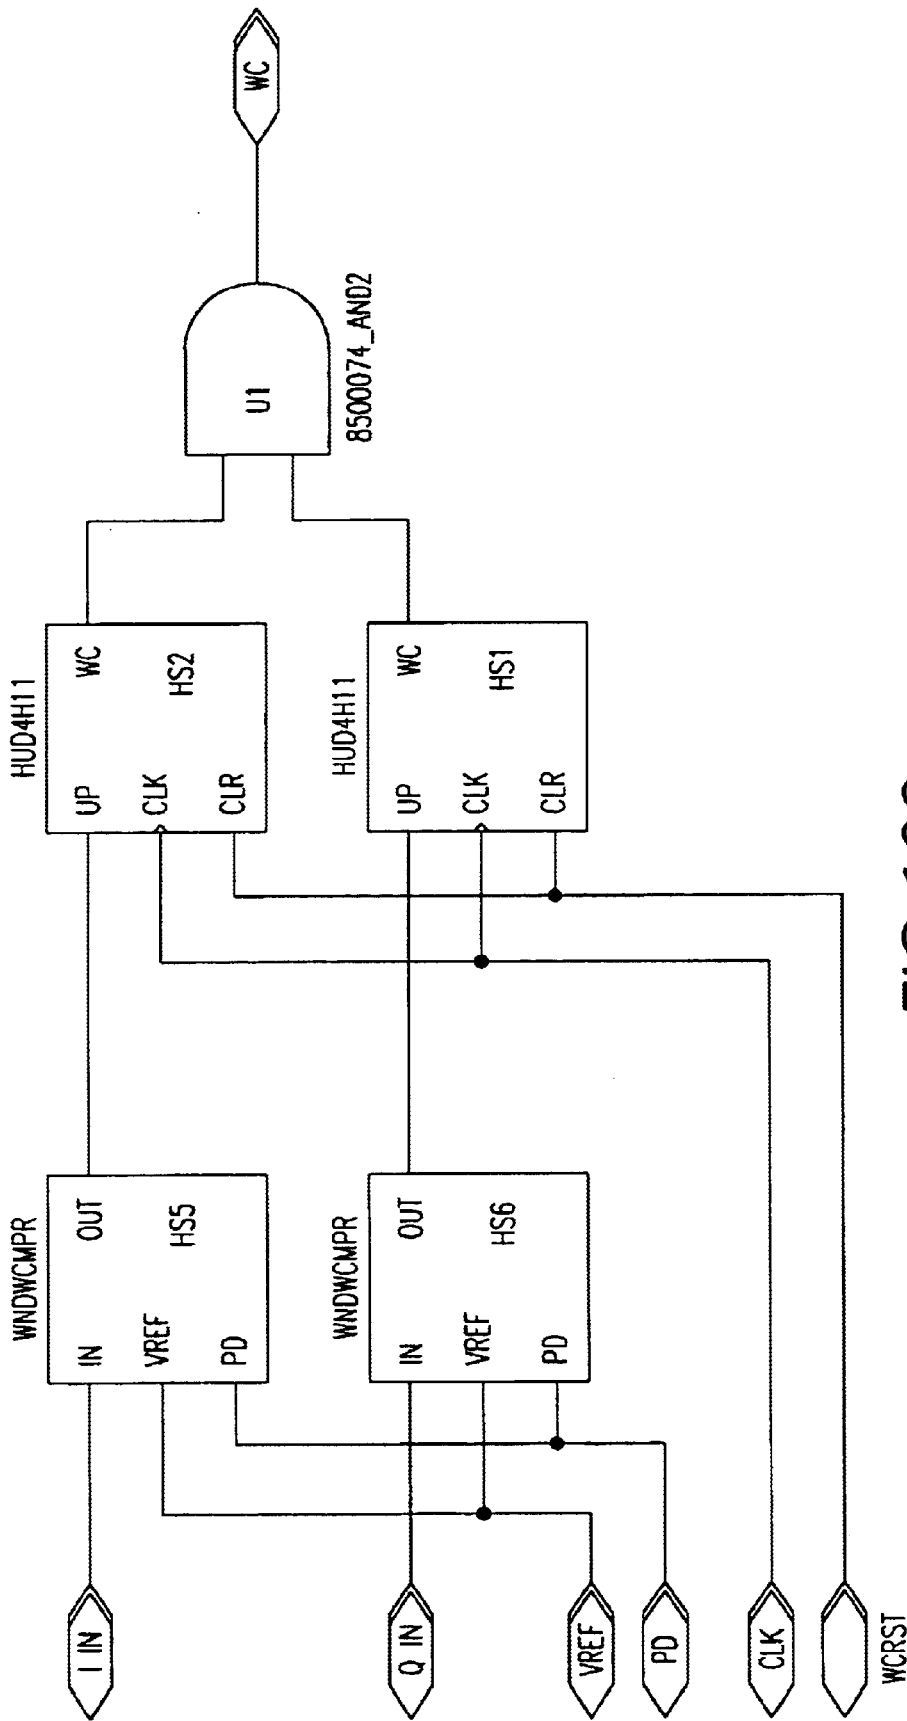 I IN
WNDWCMPR
IN
OUT
VREF
HS5
PD
HUD4H11
UP
WC
CLK
HS2
CLR
U1
8500074_AND2
WC
Q IN
WNDWCMPR
IN
OUT
VREF
HS6
PD
HUD4H11
UP
WC
CLK
HS1
CLR
VREF
PD
CLK
WCRST